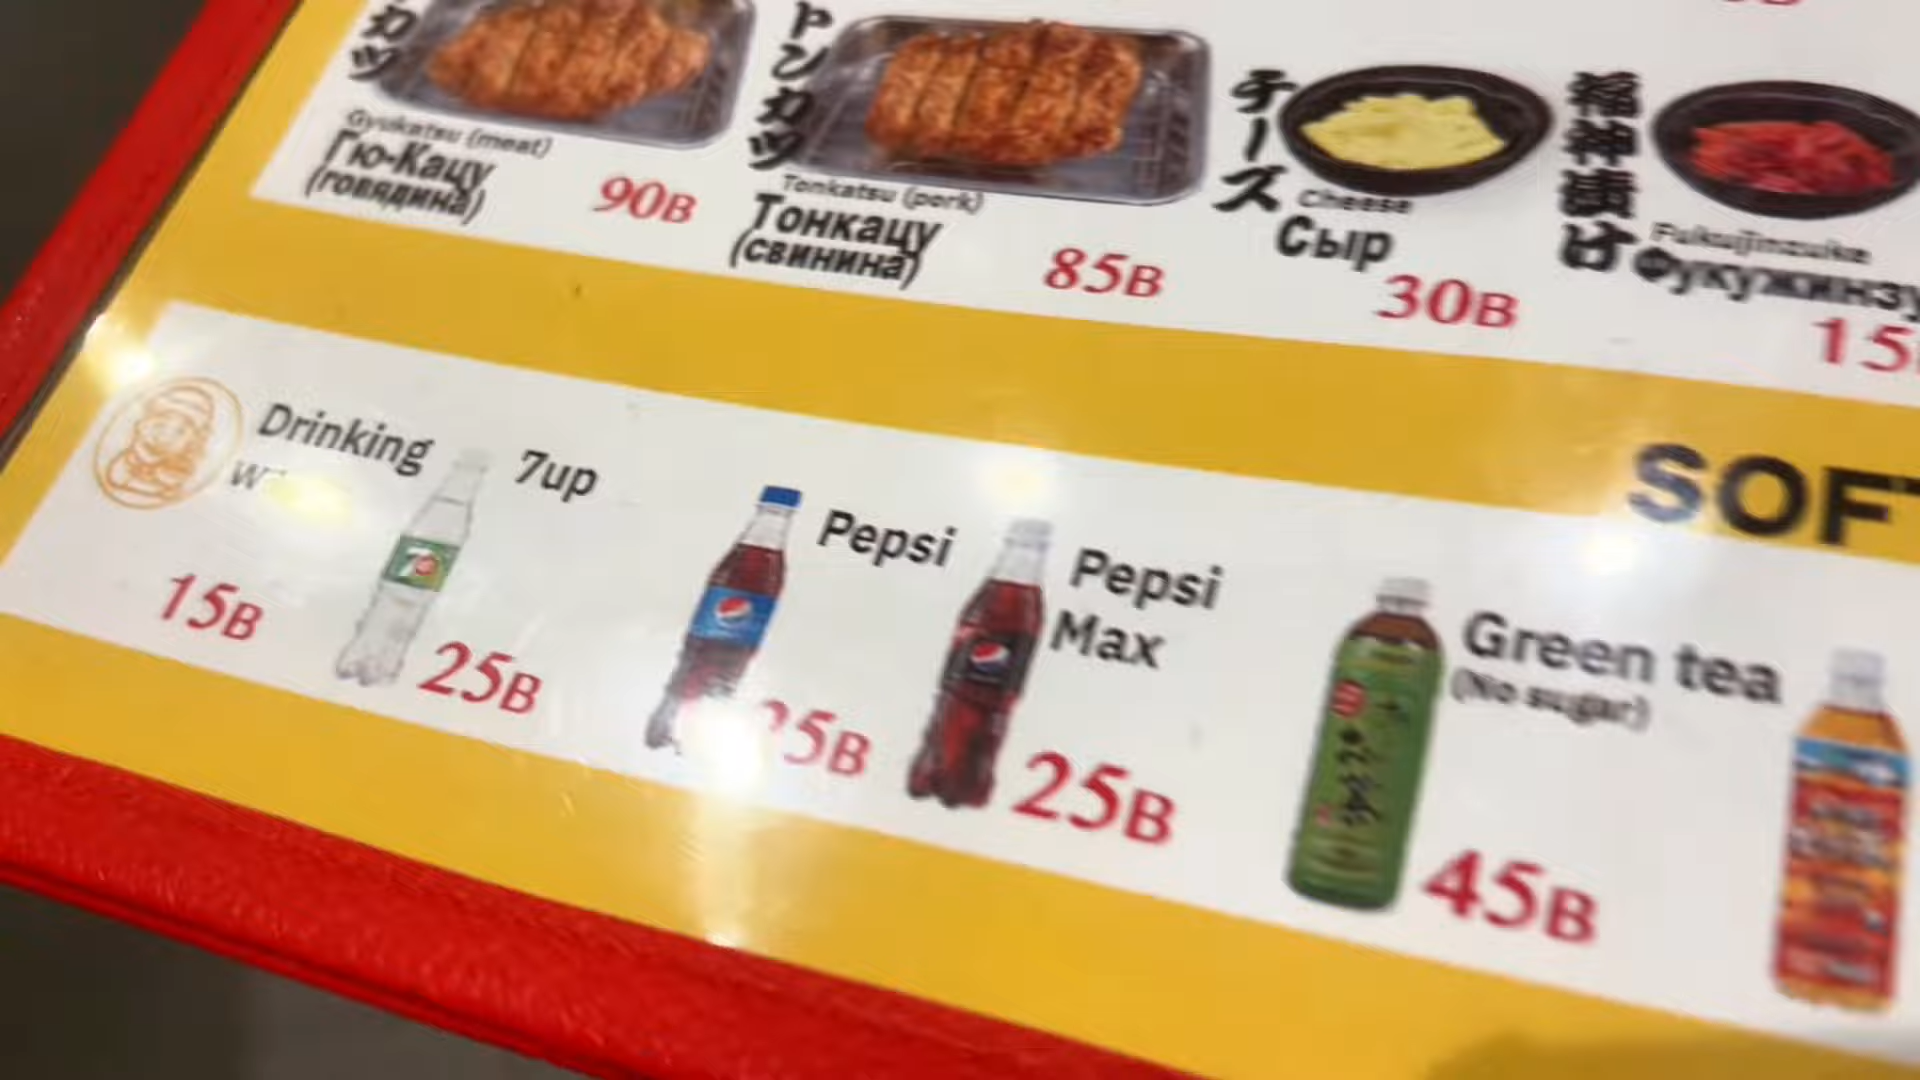 カツ
Gyukatsu (meat)
Гю-Кацу
(говядина)
90B
トンカツ
Tonkatsu (pork)
Тонкацу
(свинина)
85B
チーズ
Cheese
Сыр
30B
福神漬け
Fukujinzuke
Фукужинзу
15
SOF
Drinking
15B
7up
25B
Pepsi
25B
Pepsi
Max
25B
Green tea
(No sugar)
45B